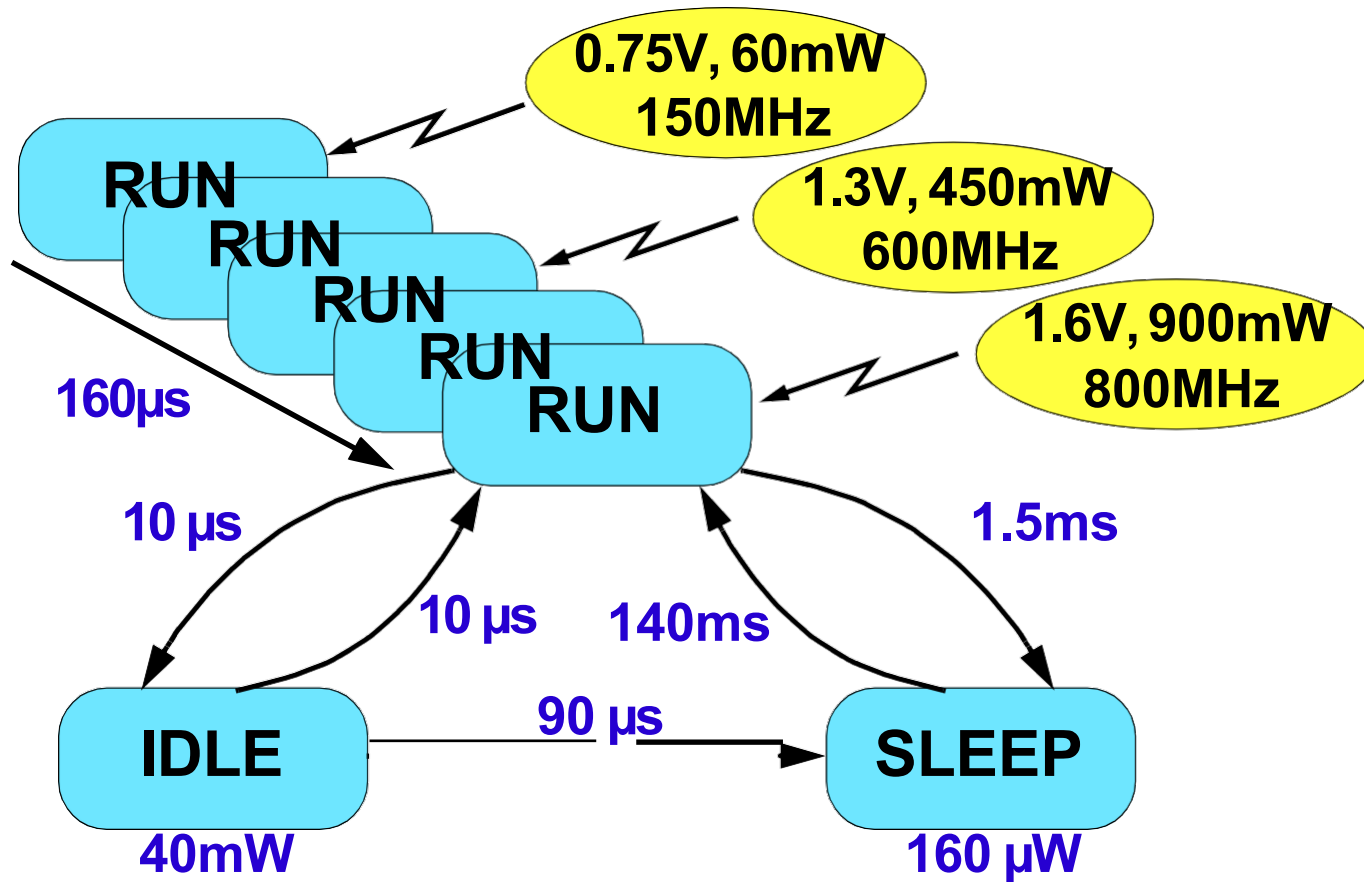 0.75V, 60mW
150MHz
RUN
1.3V, 450mW
600MHz
RUN
RUN
1.6V, 900mW
800MHz
RUN
RUN
160µs
10 µs
1.5ms
10 µs
140ms
90 µs
IDLE
SLEEP
40mW
160 µW